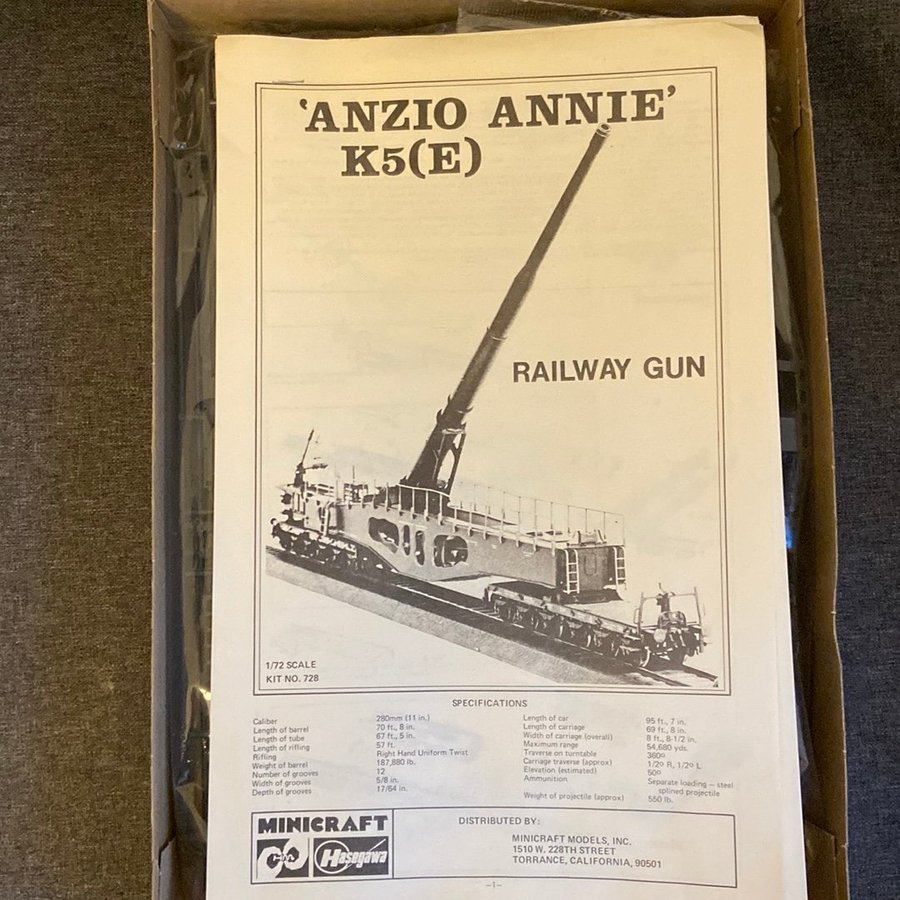 'ANZIO ANNIE'
K5(E)
RAILWAY GUN
1/72 SCALE
KIT NO. 728
SPECIFICATIONS
Caliber 280mm (11 in.)
Length of barrel 70 ft., 8 in.
Length of tube 67 ft., 5 in.
Length of rifling 57 ft.
Rifling Right Hand Uniform Twist
Weight of barrel 187,880 lb.
Number of grooves 12
Width of grooves 5/8 in.
Depth of grooves 17/64 in.
Length of car 95 ft., 7 in.
Length of carriage 69 ft., 8 in.
Width of carriage (overall) 8 ft., 8-1/2 in.
Maximum range 54,680 yds.
Traverse on turntable 360º
Carriage traverse (approx) 1/2º R, 1/2º L
Elevation (estimated) 50º
Ammunition Separate loading — steel
splined projectile
Weight of projectile (approx) 550 lb.
MINICRAFT
HM
Hasegawa
DISTRIBUTED BY:
MINICRAFT MODELS, INC.
1510 W. 228TH STREET
TORRANCE, CALIFORNIA, 90501
–1–